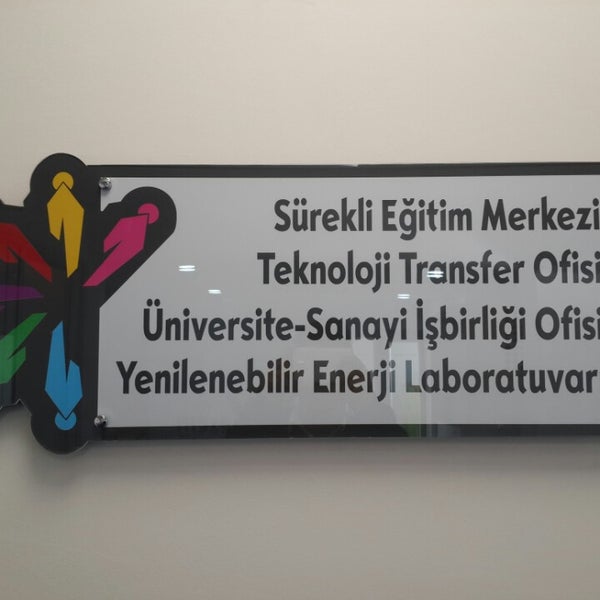 Sürekli Eğitim Merkezi
Teknoloji Transfer Ofisi
Üniversite-Sanayi İşbirliği Ofisi
Yenilenebilir Enerji Laboratuvar